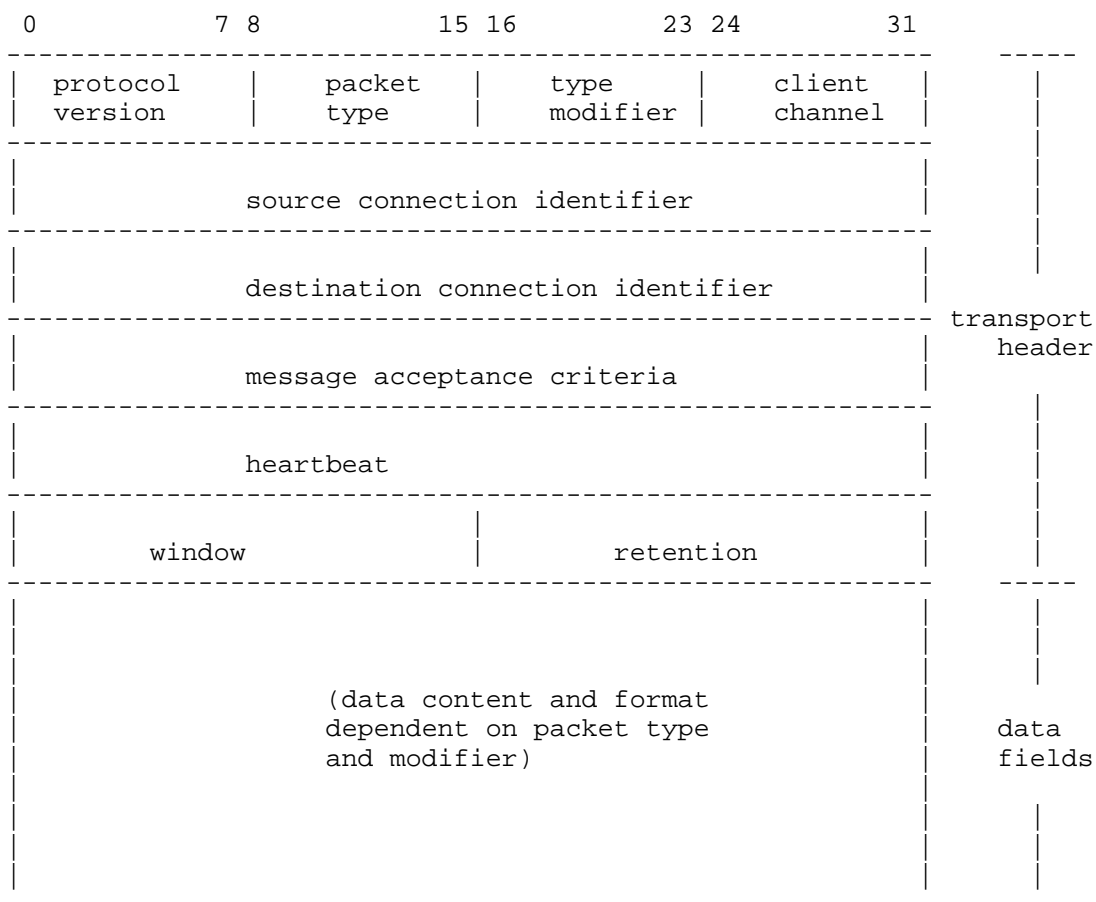 0 7 8 15 16 23 24 31
protocol packet type client
version type modifier channel
source connection identifier
destination connection identifier
transport
header
message acceptance criteria
heartbeat
window retention
(data content and format
dependent on packet type data
and modifier) fields